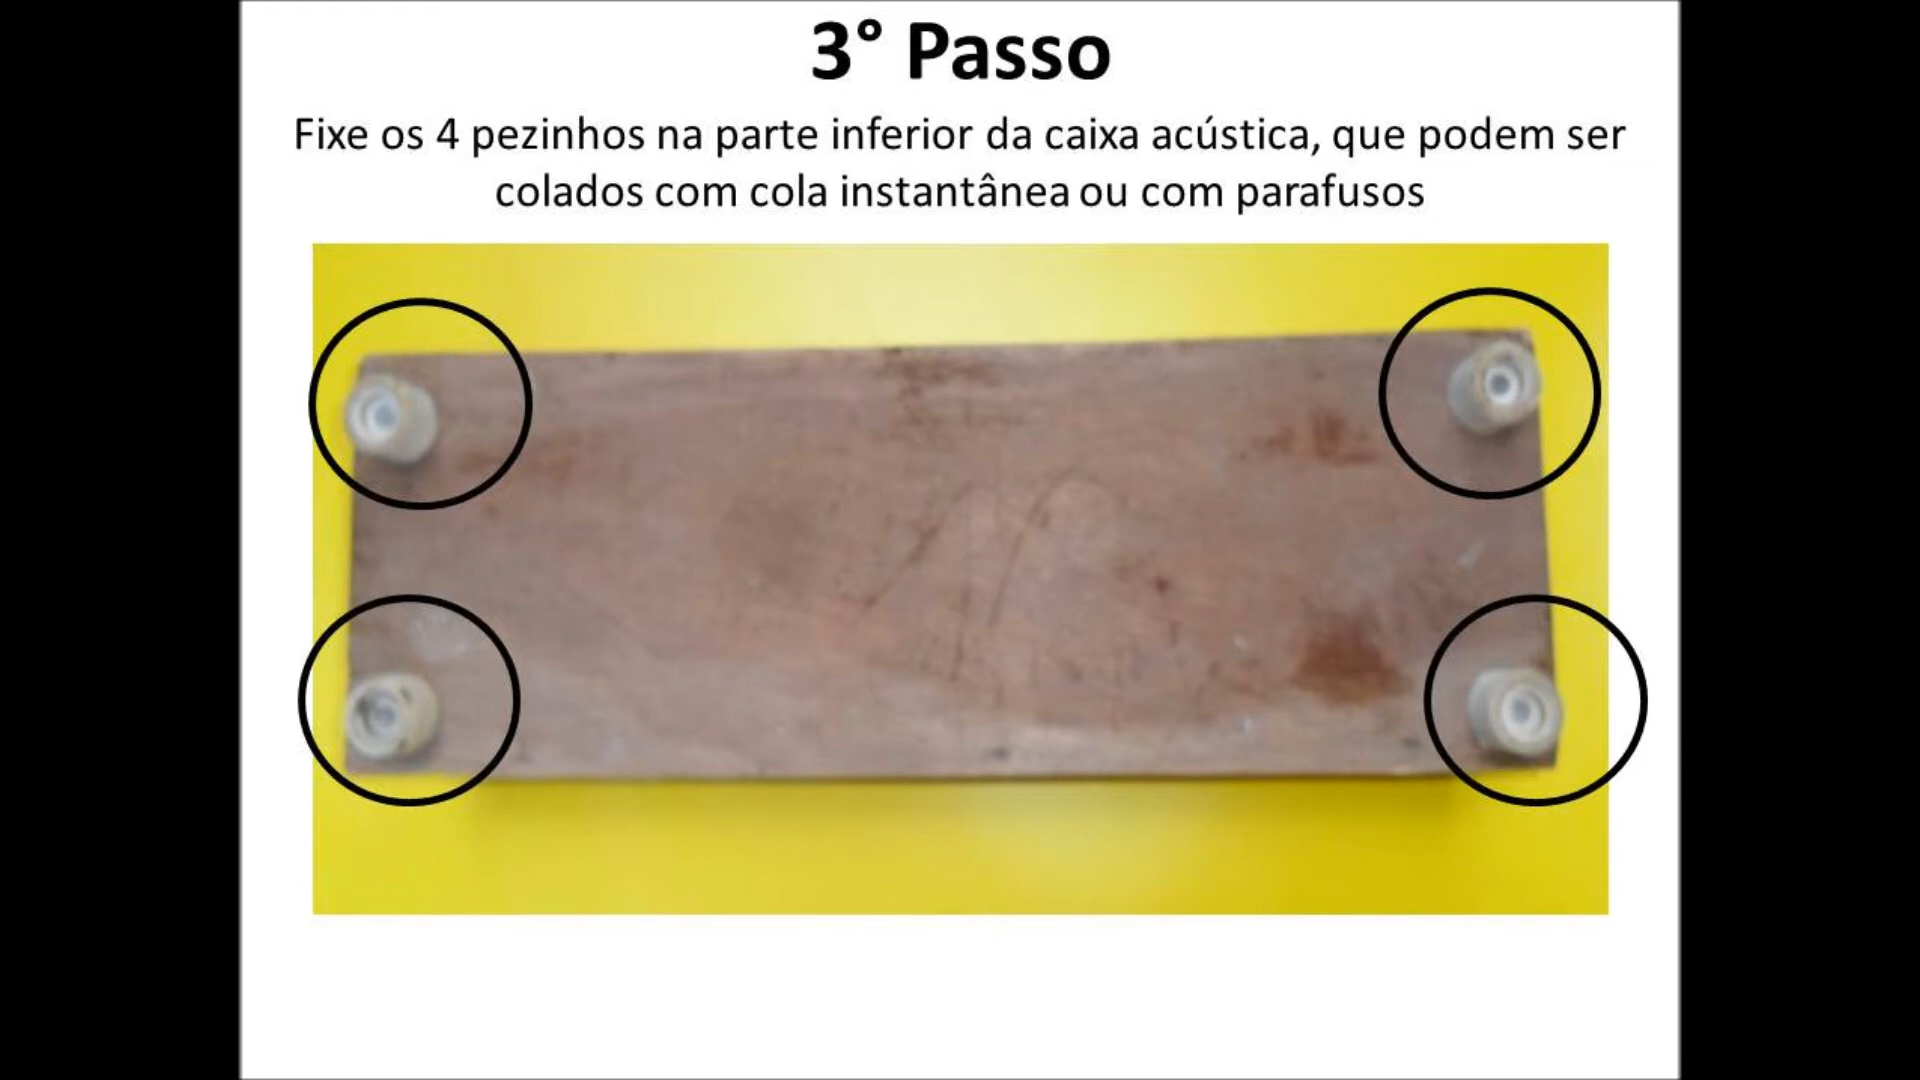 3° Passo
Fixe os 4 pezinhos na parte inferior da caixa acústica, que podem ser
colados com cola instantânea ou com parafusos